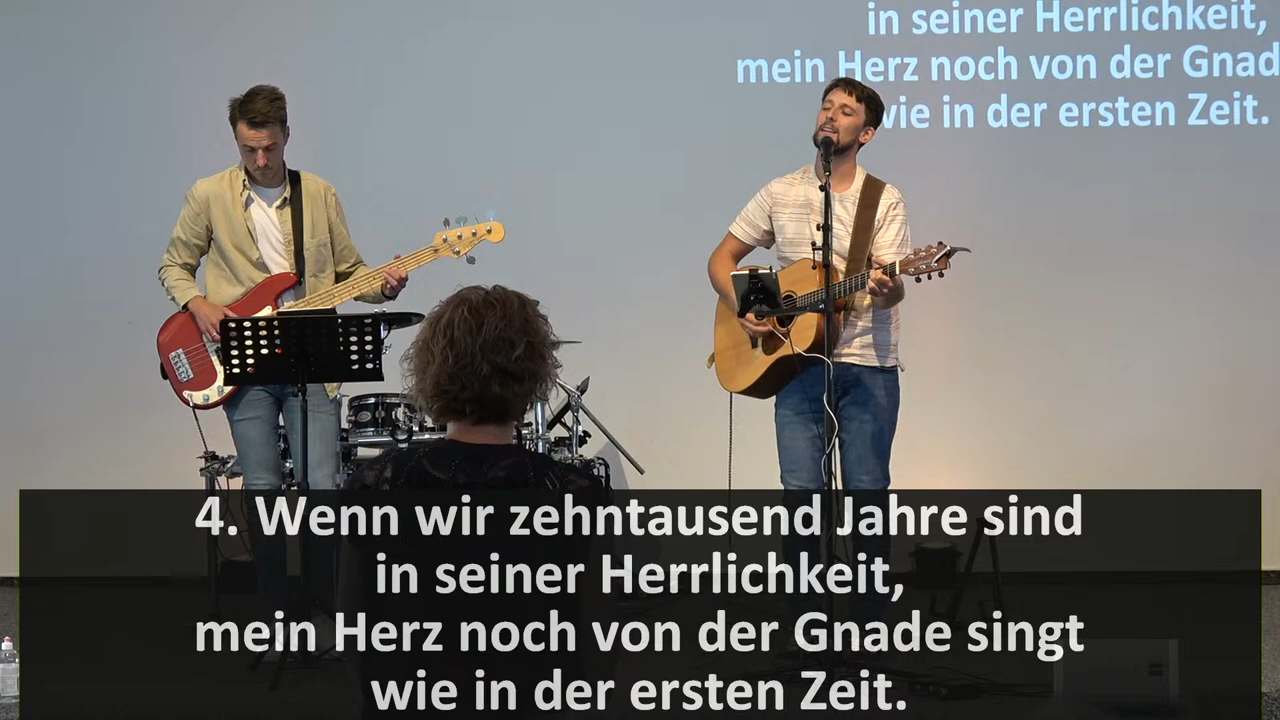 in seiner Herrlichkeit,
mein Herz noch von der Gnad
wie in der ersten Zeit.
4. Wenn wir zehntausend Jahre sind
in seiner Herrlichkeit,
mein Herz noch von der Gnade singt
wie in der ersten Zeit.